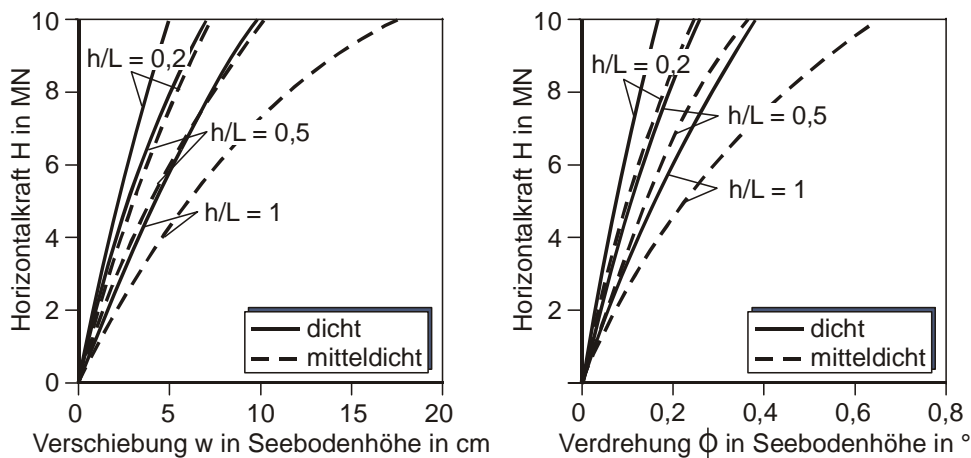 Horizontalkraft H in MN
10
8
6
4
2
0
h/L = 0,2
h/L = 0,5
h/L = 1
dicht
mitteldicht
0 5 10 15 20
Verschiebung w in Seebodenhöhe in cm
Horizontalkraft H in MN
10
8
6
4
2
h/L = 0,2
h/L = 0,5
h/L = 1
dicht
mitteldicht
0 0,2 0,4 0,6 0,8
Verdrehung ϕ in Seebodenhöhe in °